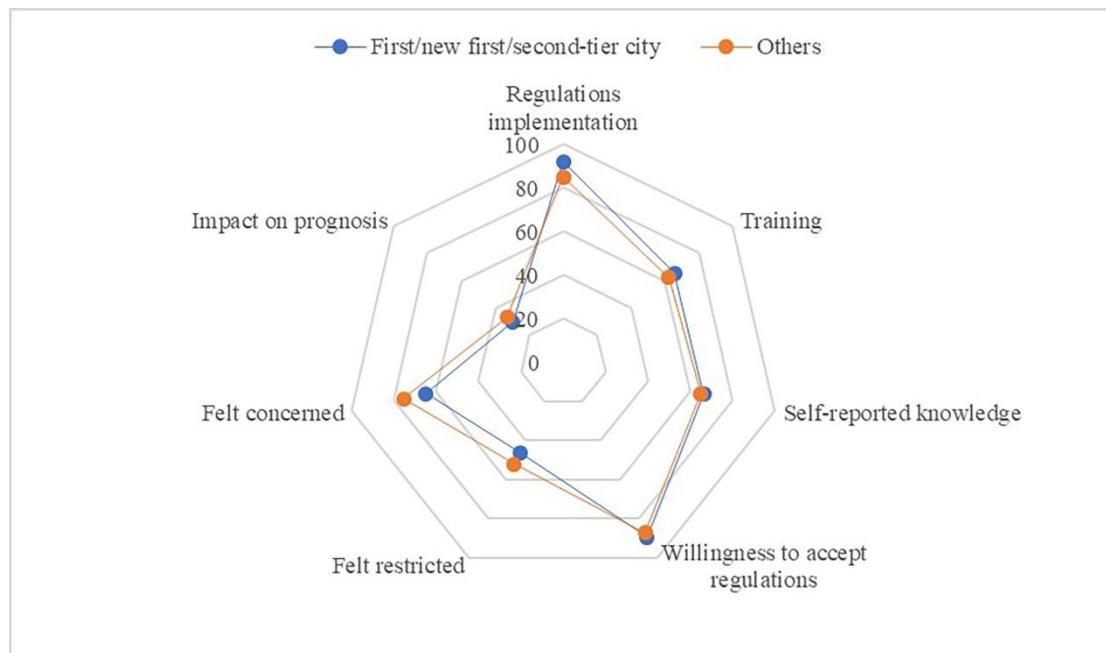 First/new first/second-tier city
Others
Regulations
implementation
100
80
60
40
20
0
Training
Self-reported knowledge
Willingness to accept
regulations
Felt restricted
Felt concerned
Impact on prognosis